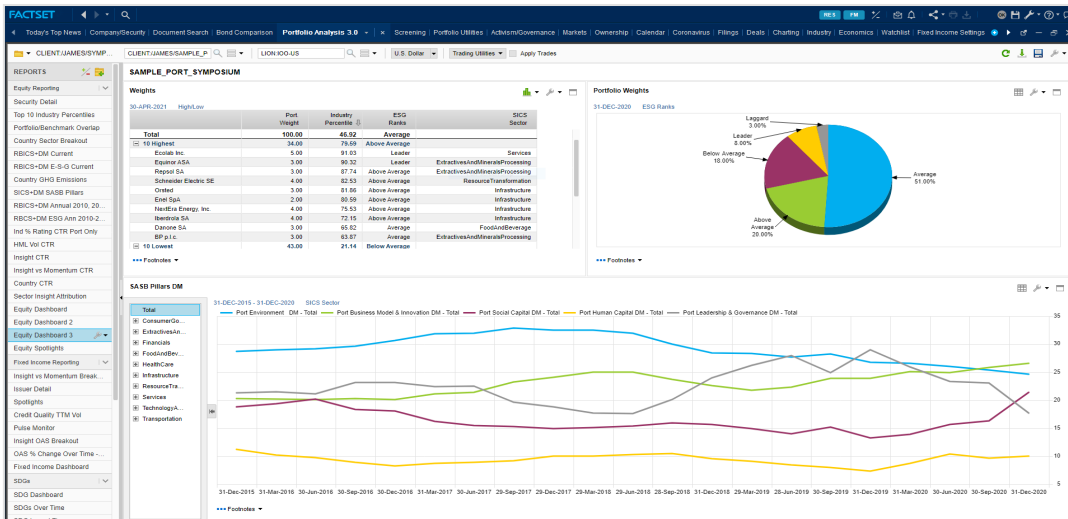 FACTSET
RES
FM
Today's Top News
Company/Security
Document Search
Bond Comparison
Portfolio Analysis 3.0
Screening
Portfolio Utilities
Activism/Governance
Markets
Ownership
Calendar
Coronavirus
Filings
Deals
Charting
Industry
Economics
Watchlist
Fixed Income Settings
CLIENT:/JAMES/SYMP...
CLIENT:/JAMES/SAMPLE_P
LION:IOO-US
U.S. Dollar
Trading Utilities
Apply Trades
REPORTS
Equity Reporting
Security Detail
Top 10 Industry Percentiles
Portfolio/Benchmark Overlap
Country Sector Breakout
RBICS+DM Current
RBICS+DM E-S-G Current
Country GHG Emissions
SICS+DM SASB Pillars
RBICS+DM Annual 2010, 20...
RBCS+DM ESG Ann 2010-2...
Ind % Rating CTR Port Only
HML Vol CTR
Insight CTR
Insight vs Momentum CTR
Country CTR
Sector Insight Attribution
Equity Dashboard
Equity Dashboard 2
Equity Dashboard 3
Equity Spotlights
Fixed Income Reporting
Insight vs Momentum Break...
Issuer Detail
Spotlights
Credit Quality TTM Vol
Pulse Monitor
Insight OAS Breakout
OAS % Change Over Time -...
Fixed Income Dashboard
SDGs
SDG Dashboard
SDGs Over Time
SAMPLE_PORT_SYMPOSIUM
Weights
30-APR-2021 High/Low
Port Weight Industry Percentile ESG Ranks SICS Sector
Total 100.00 46.92 Average
10 Highest 34.00 79.59 Above Average
Ecolab Inc. 5.00 91.03 Leader Services
Equinor ASA 3.00 90.32 Leader ExtractivesAndMineralsProcessing
Repsol SA 3.00 87.74 Above Average ExtractivesAndMineralsProcessing
Schneider Electric SE 4.00 82.53 Above Average ResourceTransformation
Orsted 3.00 81.86 Above Average Infrastructure
Enel SpA 2.00 80.59 Above Average Infrastructure
NextEra Energy, Inc. 4.00 75.53 Above Average Infrastructure
Iberdrola SA 4.00 72.15 Above Average Infrastructure
Danone SA 3.00 65.82 Average FoodAndBeverage
BP p.l.c. 3.00 63.87 Average ExtractivesAndMineralsProcessing
10 Lowest 43.00 21.14 Below Average
Footnotes
Portfolio Weights
31-DEC-2020 ESG Ranks
Laggard
3.00%
Leader
8.00%
Below Average
18.00%
Average
51.00%
Above
Average
20.00%
Footnotes
SASB Pillars DM
31-DEC-2015 - 31-DEC-2020 SICS Sector
Total
ConsumerGo...
ExtractivesAn...
Financials
FoodAndBev...
HealthCare
Infrastructure
ResourceTra...
Services
TechnologyA...
Transportation
Port Environment DM - Total
Port Business Model & Innovation DM - Total
Port Social Capital DM - Total
Port Human Capital DM - Total
Port Leadership & Governance DM - Total
35
30
25
20
15
10
5
31-Dec-2015 31-Mar-2016 30-Jun-2016 30-Sep-2016 30-Dec-2016 31-Mar-2017 30-Jun-2017 29-Sep-2017 29-Dec-2017 29-Mar-2018 29-Jun-2018 28-Sep-2018 31-Dec-2018 29-Mar-2019 28-Jun-2019 30-Sep-2019 31-Dec-2019 31-Mar-2020 30-Jun-2020 30-Sep-2020 31-Dec-2020
Footnotes